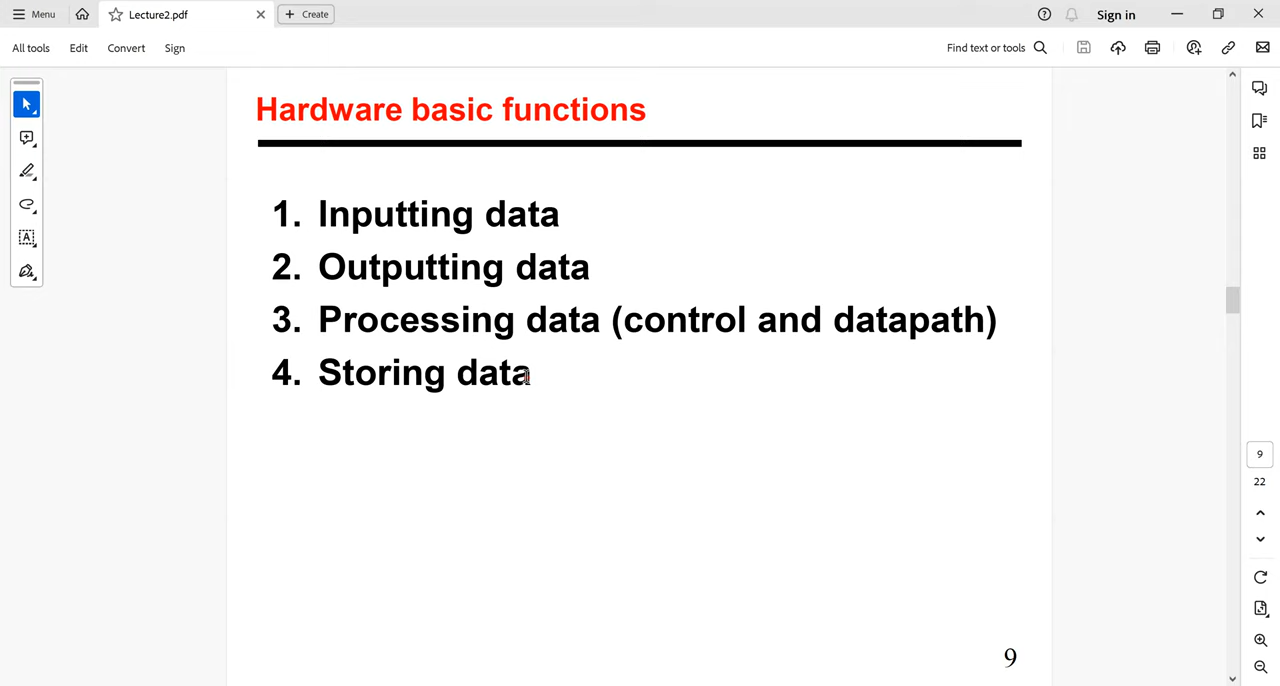 Menu
Lecture2.pdf
Create
Sign in
All tools
Edit
Convert
Sign
Find text or tools
Hardware basic functions
1. Inputting data
2. Outputting data
3. Processing data (control and datapath)
4. Storing data
9
9
22